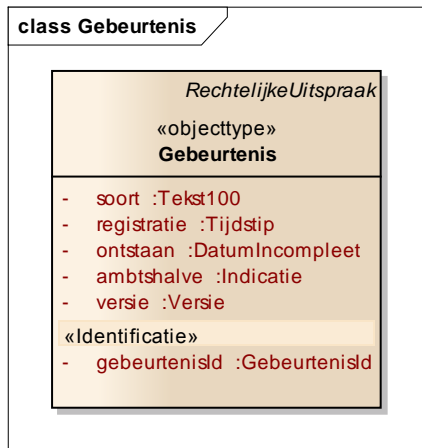 class Gebeurtenis
RechtelijkeUitspraak
«objecttype»
Gebeurtenis
- soort :Tekst100
- registratie :Tijdstip
- ontstaan :DatumIncompleet
- ambtshalve :Indicatie
- versie :Versie
«Identificatie»
- gebeurtenisId :GebeurtenisId